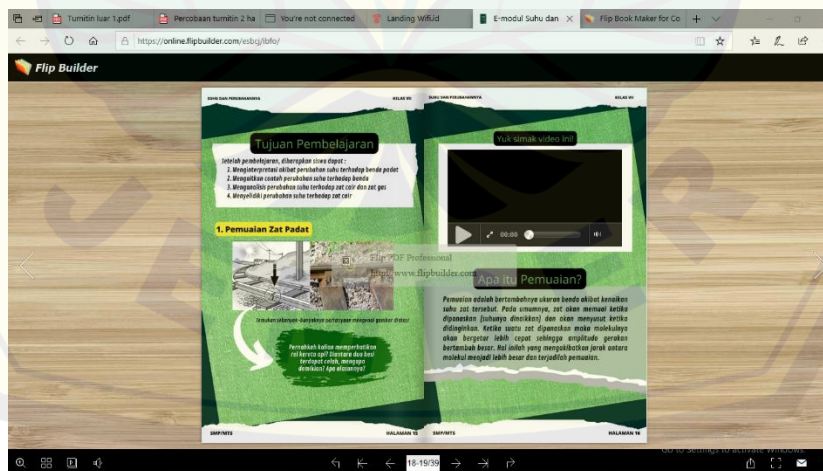 Turnitin luar 1.pdf
Percobaan turnitin 2 ha
You're not connected
Landing Wifi.id
E-modul Suhu dan
Flip Book Maker for Co
https://online.flipbuilder.com/esbcj/ibfo/
Flip Builder
SUHU DAN PERUBAHANNYA
KELAS VII
Tujuan Pembelajaran
Setelah pembelajaran, diharapkan siswa dapat :
1. Menginterpretasi akibat perubahan suhu terhadap benda padat
2. Mengaitkan contoh perubahan suhu terhadap benda
3. Menganalisis perubahan suhu terhadap zat cair dan zat gas
4. Menyelidiki perubahan suhu terhadap zat cair
1. Pemuaian Zat Padat
Temukan sebanyak-banyaknya pertanyaan mengenai gambar diatas!
Pernahkah kalian memperhatikan
rel kereta api? Diantara dua besi
terdapat celah, mengapa
demikian? Apa alasannya?
SMP/MTS
HALAMAN 15
SUHU DAN PERUBAHANNYA
KELAS VII
Yuk simak video ini!
00:00
Flip PDF Professional
http://www.flipbuilder.com
Apa itu Pemuaian?
Pemuaian adalah bertambahnya ukuran benda akibat kenaikan
suhu zat tersebut. Pada umumnya, zat akan memuai ketika
dipanaskan (suhunya dinaikkan) dan akan menyusut ketika
didinginkan. Ketika suatu zat dipanaskan maka molekulnya
akan bergetar lebih cepat sehingga amplitudo gerakan
bertambah besar. Hal inilah yang mengakibatkan jarak antara
molekul menjadi lebih besar dan terjadilah pemuaian.
SMP/MTS
HALAMAN 16
Go to Settings to activate Windows.
18-19/39